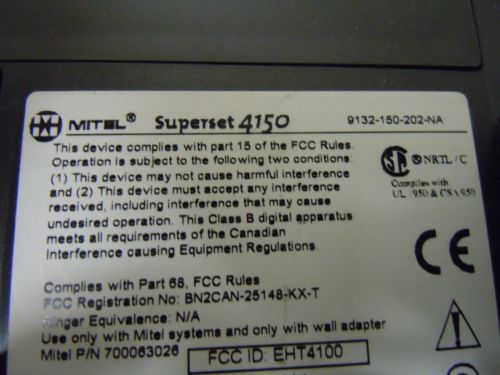 MITEL® Superset 4150 9132-150-202-NA
This device complies with part 15 of the FCC Rules.
Operation is subject to the following two conditions:
(1) This device may not cause harmful interference
and (2) This device must accept any interference
received, including interference that may cause
undesired operation. This Class B digital apparatus
meets all requirements of the Canadian
Interference causing Equipment Regulations.
® NRTL / C
Complies with
UL 1950 & CSA 950
CE
Complies with Part 68, FCC Rules
FCC Registration No: BN2CAN-25148-KX-T
Ringer Equivalence: N/A
Use only with Mitel systems and only with wall adapter
Mitel P/N 700063026
FCC ID: EHT4100